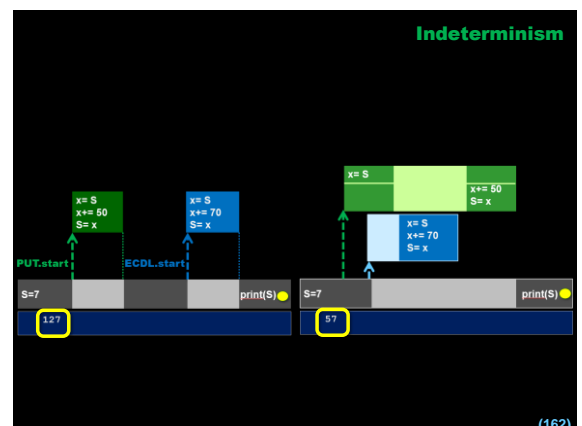 Indeterminism
x= S
x+= 50
S= x
x= S
x+= 70
S= x
PUT.start
ECDL.start
S=7
print(S)
127
x= S
x+= 50
S= x
x= S
x+= 70
S= x
S=7
print(S)
57
(162)